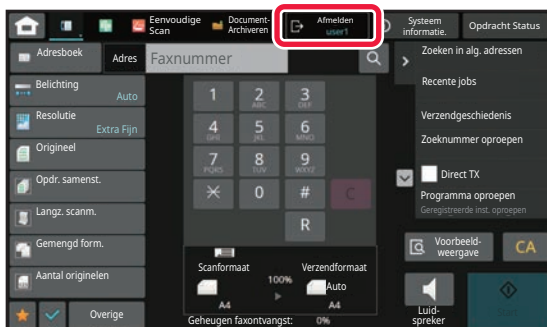 Eenvoudige
Scan
Document-
Archiveren
Afmelden
user1
Systeem
informatie.
Opdracht Status
Adresboek
Adres
Faxnummer
Zoeken in alg. adressen
Belichting
Auto
Resolutie
Extra Fijn
Origineel
Opdr. samenst.
Langz. scanm.
Gemengd form.
Aantal originelen
Overige
1
2
ABC
3
DEF
4
GHI
5
JKL
6
MNO
7
PQRS
8
TUV
9
WXYZ
0
#
C
R
Scanformaat
100%
Verzendformaat
Auto
A4
A4
Geheugen faxontvangst: 0%
Recente jobs
Verzendgeschiedenis
Zoeknummer oproepen
Direct TX
Programma oproepen
Geregistreerde inst. oproepen
Voorbeeld-
weergave
CA
Luid-
spreker
Start